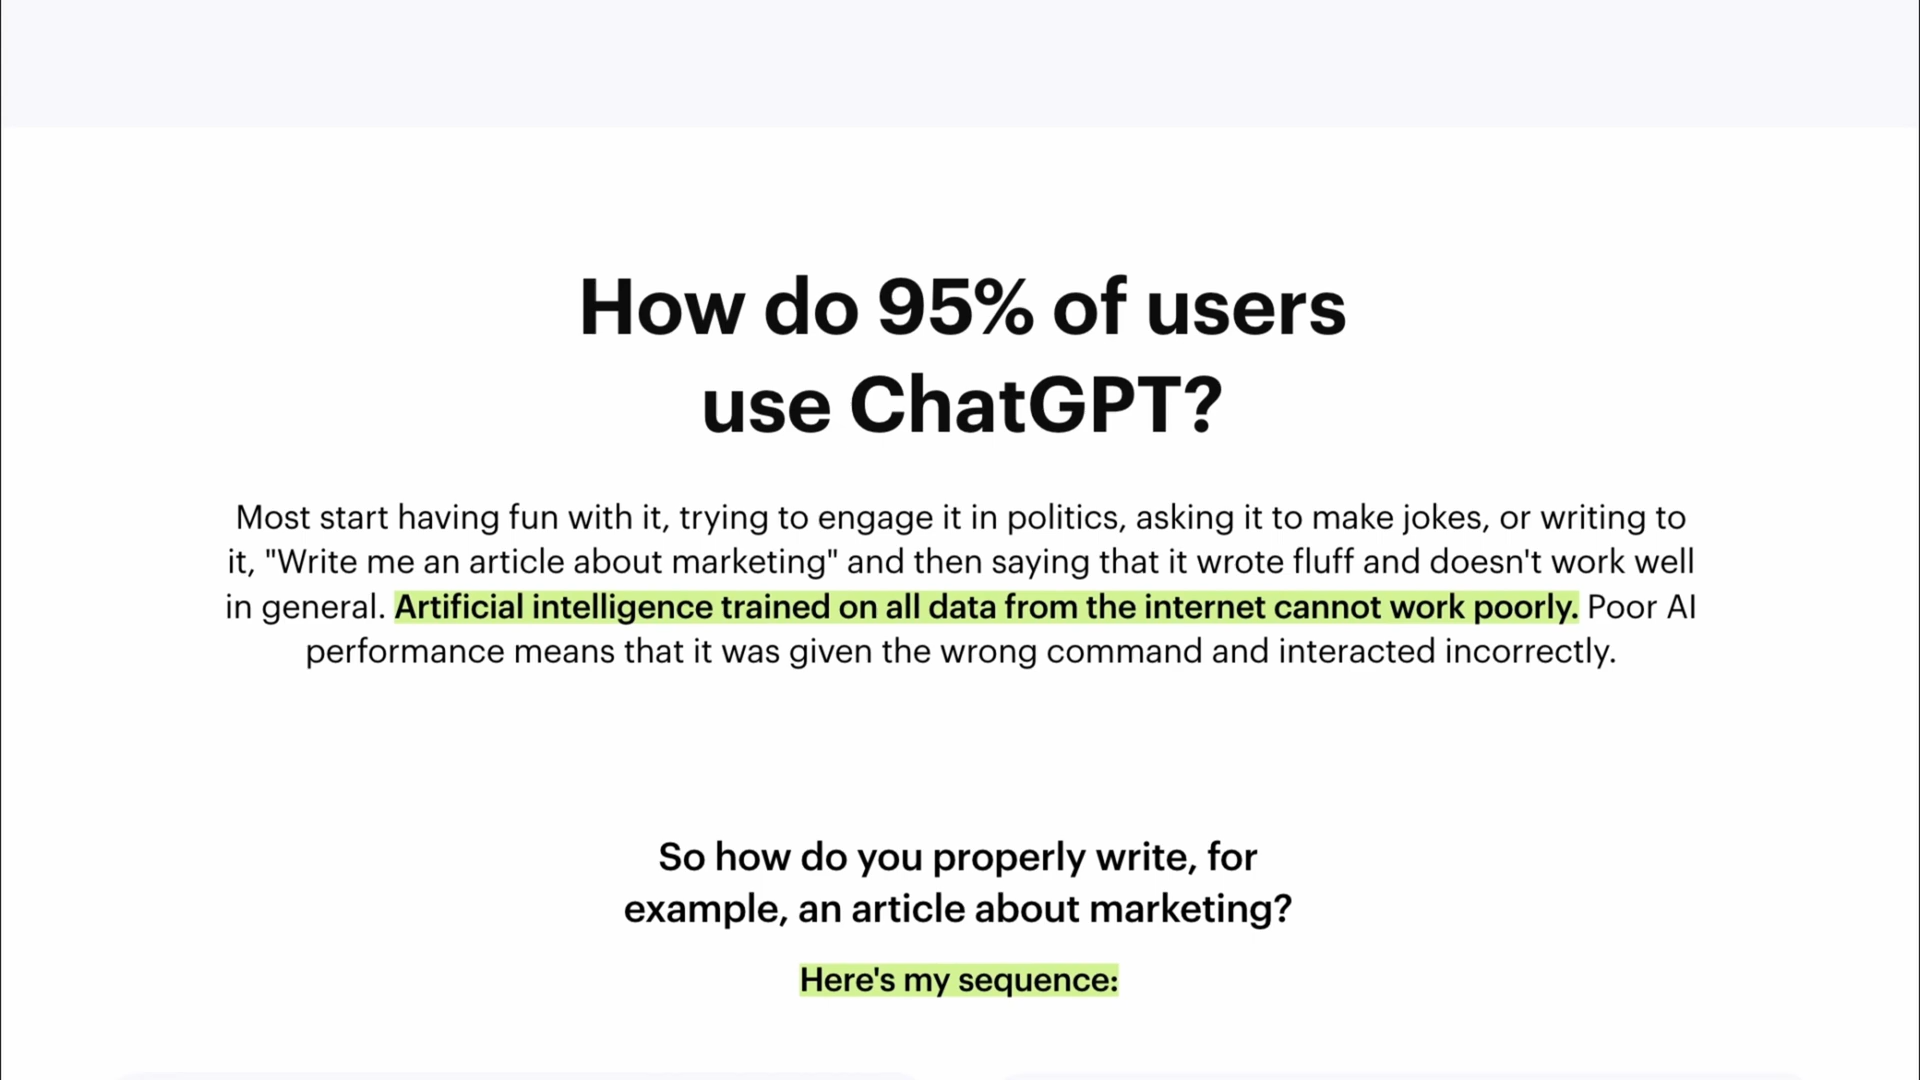 How do 95% of users
use ChatGPT?
Most start having fun with it, trying to engage it in politics, asking it to make jokes, or writing to
it, "Write me an article about marketing" and then saying that it wrote fluff and doesn't work well
in general. Artificial intelligence trained on all data from the internet cannot work poorly. Poor AI
performance means that it was given the wrong command and interacted incorrectly.
So how do you properly write, for
example, an article about marketing?
Here's my sequence: